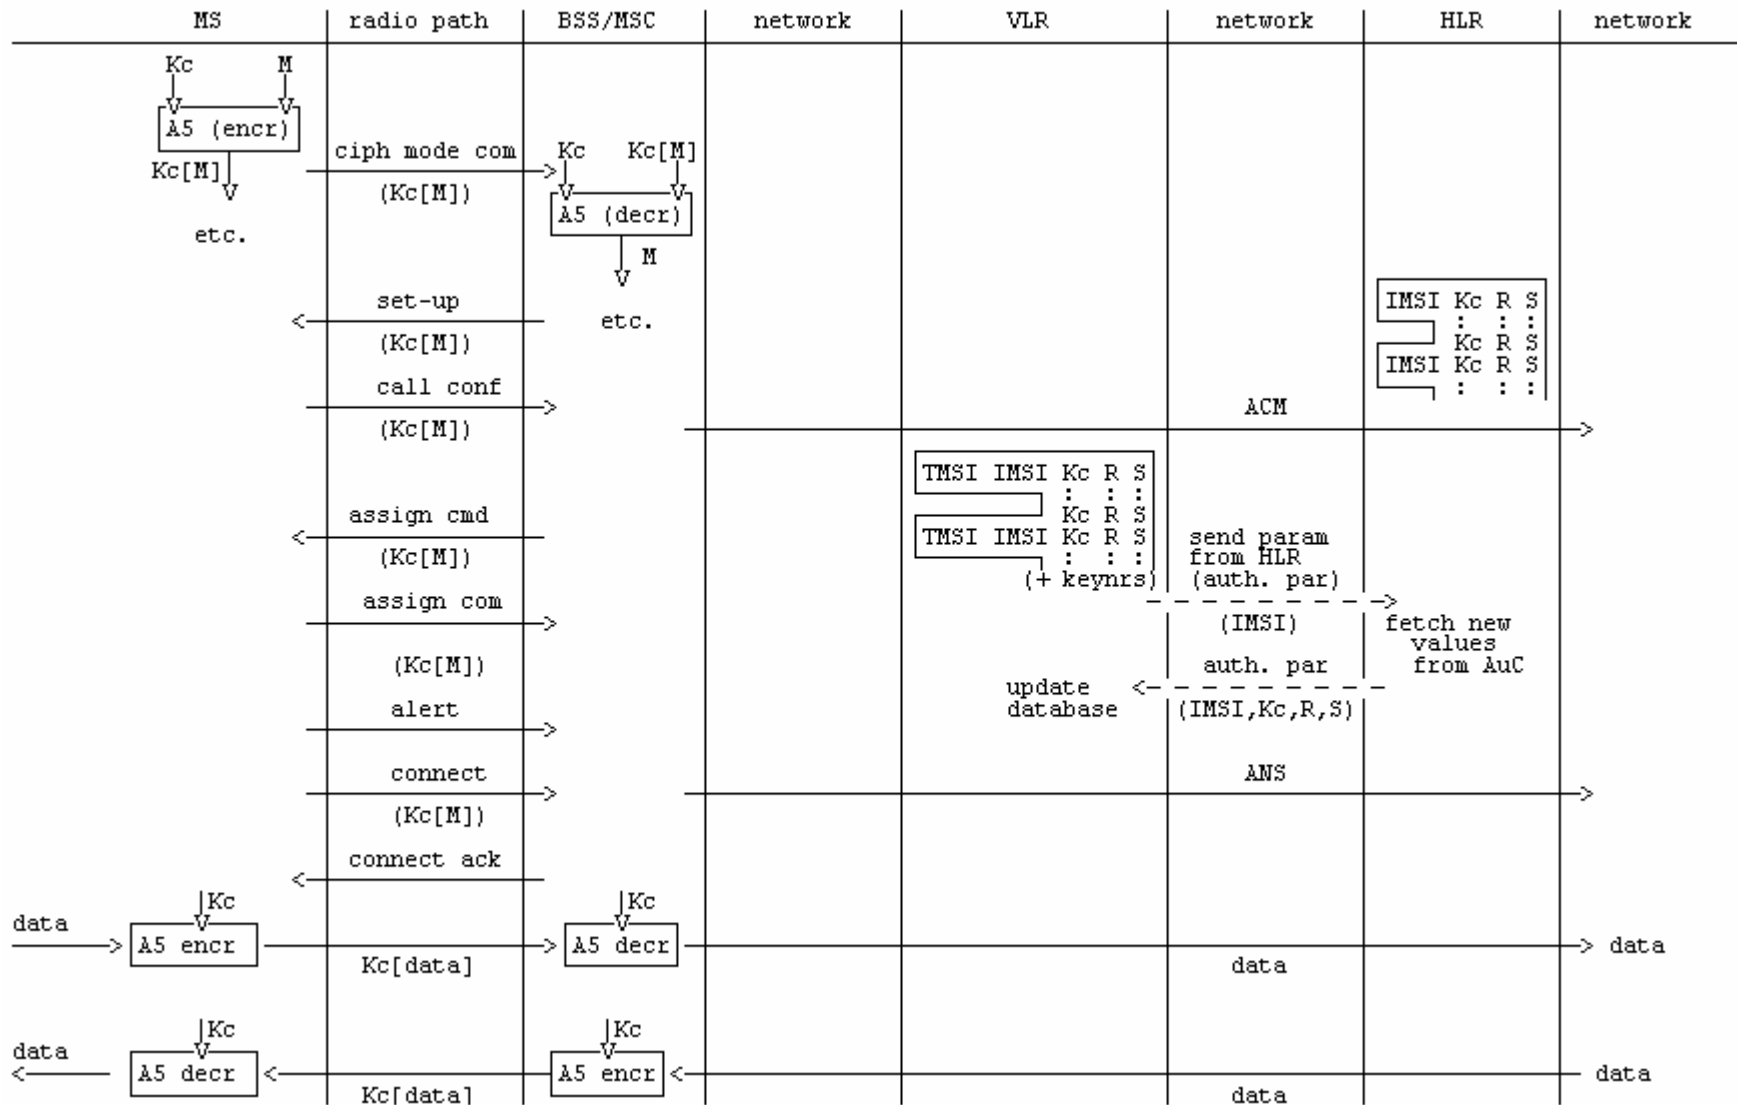 MS radio path BSS/MSC network VLR network HLR network
Kc M
A5 (encr)
ciph mode com Kc Kc[M]
Kc[M]
(Kc[M])
A5 (decr)
etc.
M
set-up IMSI Kc R S
etc. : : :
(Kc[M]) Kc R S
IMSI Kc R S
call conf : : :
ACM
(Kc[M])
TMSI IMSI Kc R S
: : :
assign cmd Kc R S
TMSI IMSI Kc R S send param
(Kc[M]) : : : from HLR
(+ keynrs) (auth. par)
assign com
(IMSI) fetch new
values
(Kc[M]) auth. par from AuC
update
alert database (IMSI,Kc,R,S)
connect ANS
(Kc[M])
connect ack
Kc Kc
data
A5 encr A5 decr data
Kc[data] data
Kc Kc
data
A5 decr A5 encr data
Kc[data] data